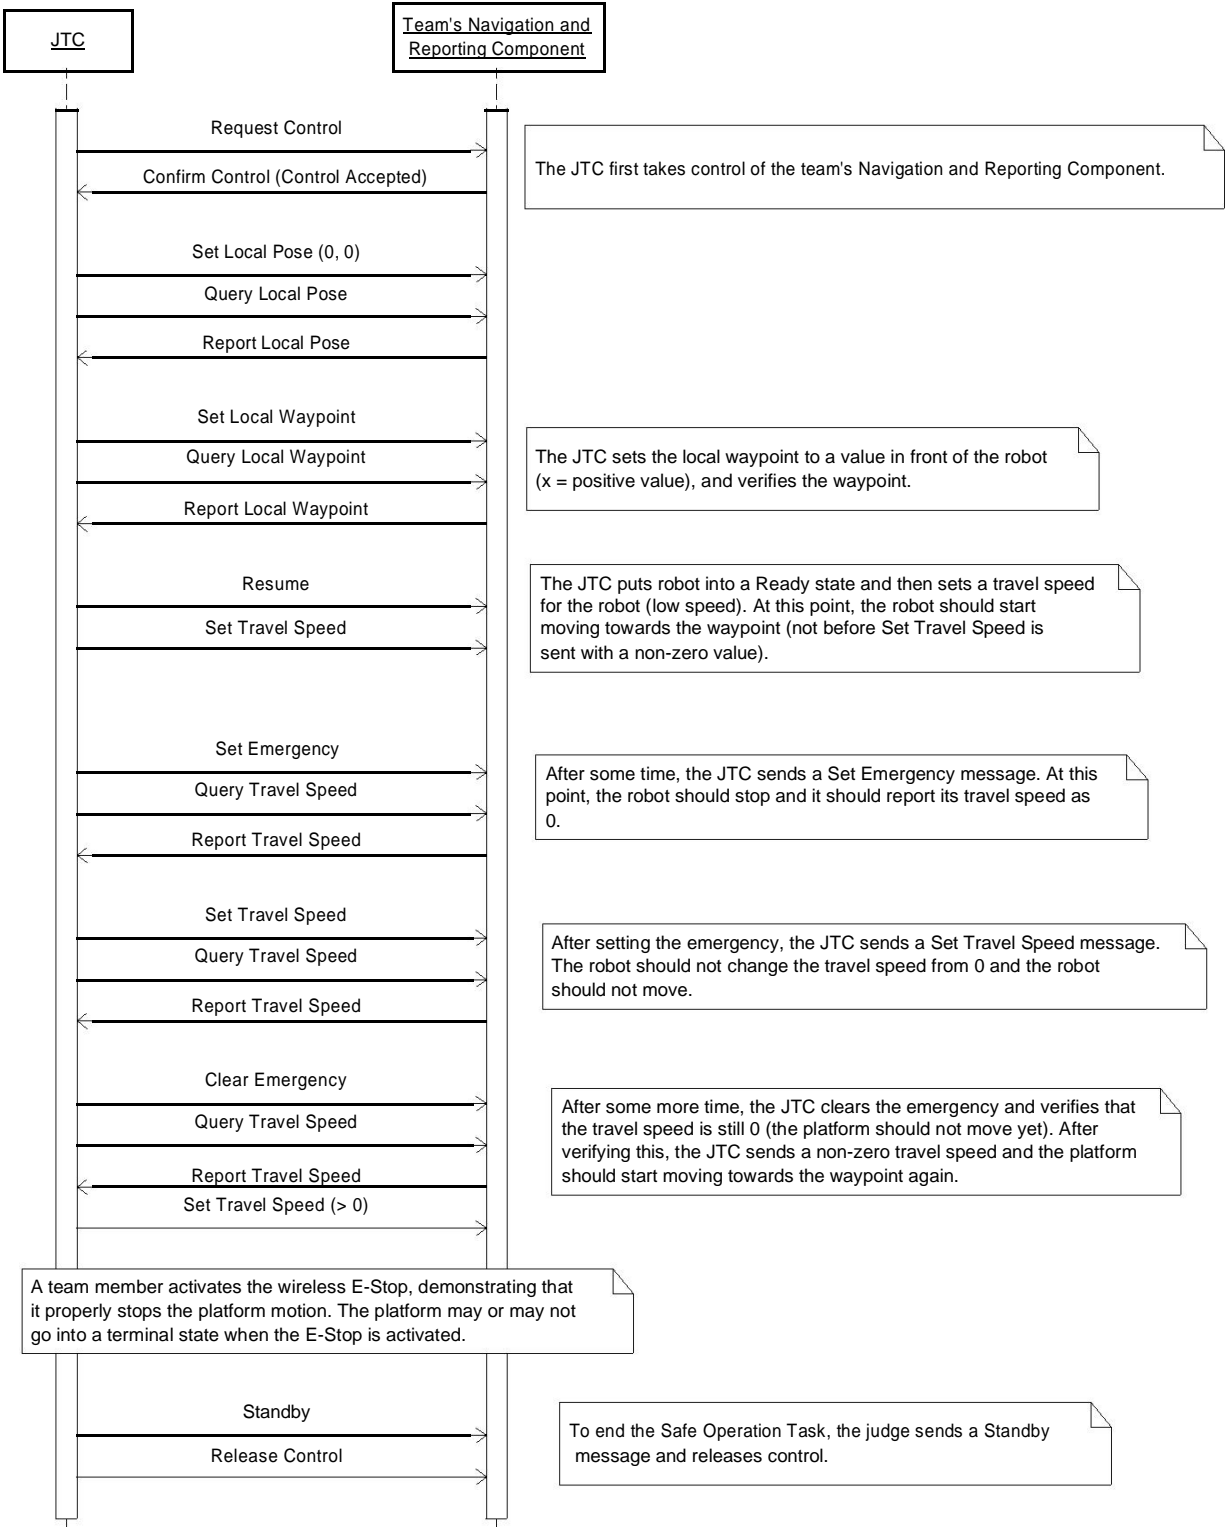 JTC
Team's Navigation and
Reporting Component
Request Control
Confirm Control (Control Accepted)
The JTC first takes control of the team's Navigation and Reporting Component.
Set Local Pose (0, 0)
Query Local Pose
Report Local Pose
Set Local Waypoint
Query Local Waypoint
Report Local Waypoint
The JTC sets the local waypoint to a value in front of the robot
(x = positive value), and verifies the waypoint.
Resume
Set Travel Speed
The JTC puts robot into a Ready state and then sets a travel speed
for the robot (low speed). At this point, the robot should start
moving towards the waypoint (not before Set Travel Speed is
sent with a non-zero value).
Set Emergency
Query Travel Speed
Report Travel Speed
After some time, the JTC sends a Set Emergency message. At this
point, the robot should stop and it should report its travel speed as
0.
Set Travel Speed
Query Travel Speed
Report Travel Speed
After setting the emergency, the JTC sends a Set Travel Speed message.
The robot should not change the travel speed from 0 and the robot
should not move.
Clear Emergency
Query Travel Speed
Report Travel Speed
Set Travel Speed (> 0)
After some more time, the JTC clears the emergency and verifies that
the travel speed is still 0 (the platform should not move yet). After
verifying this, the JTC sends a non-zero travel speed and the platform
should start moving towards the waypoint again.
A team member activates the wireless E-Stop, demonstrating that
it properly stops the platform motion. The platform may or may not
go into a terminal state when the E-Stop is activated.
Standby
Release Control
To end the Safe Operation Task, the judge sends a Standby
message and releases control.